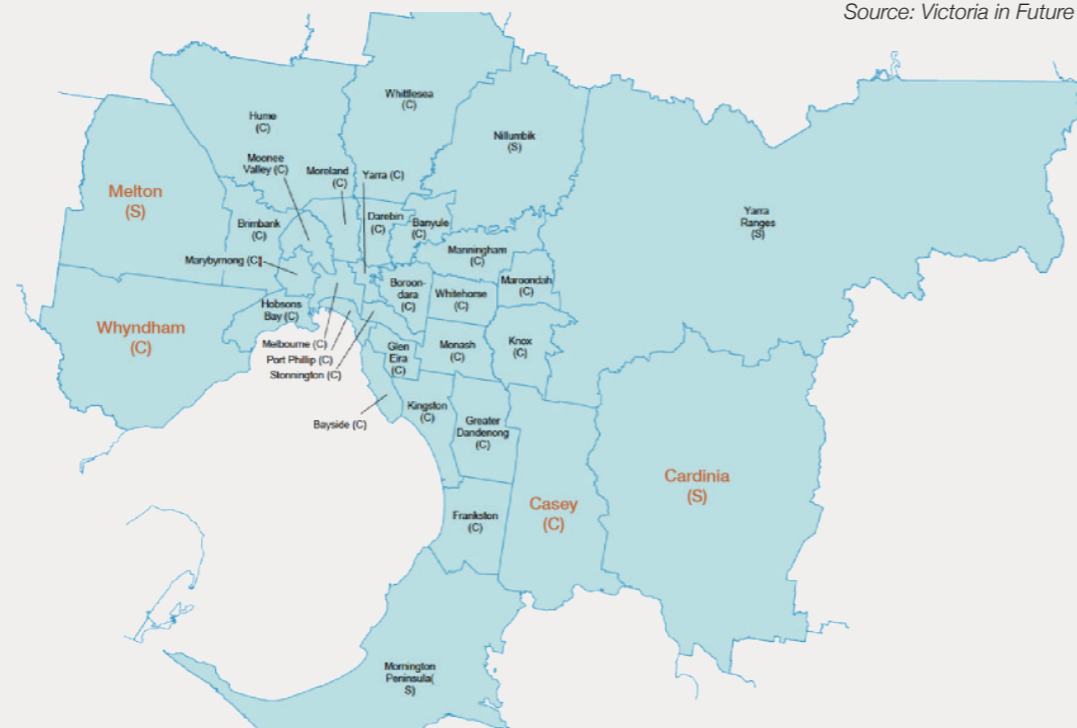 Source: Victoria in Future
Whittlesea
(C)
Hume
(C)
Nillumbik
(S)
Moonee
Valley (C)
Moreland
(C)
Yarra (C)
Melton
(S)
Brimbank
(C)
Darebin
(C)
Banyule
(C)
Yarra
Ranges
(S)
Manningham
(C)
Marybyrnong (C)
Maroondah
(C)
Boroon-
dara
(C)
Whitehorse
(C)
Hobsons
Bay (C)
Whyndham
(C)
Melbourne (C)
Port Phillip (C)
Stonnington (C)
Glen
Eira
(C)
Monash
(C)
Knox
(C)
Bayside (C)
Kingston
(C)
Greater
Dandenong
(C)
Cardinia
(S)
Casey
(C)
Frankston
(C)
Mornington
Peninsula(
S)